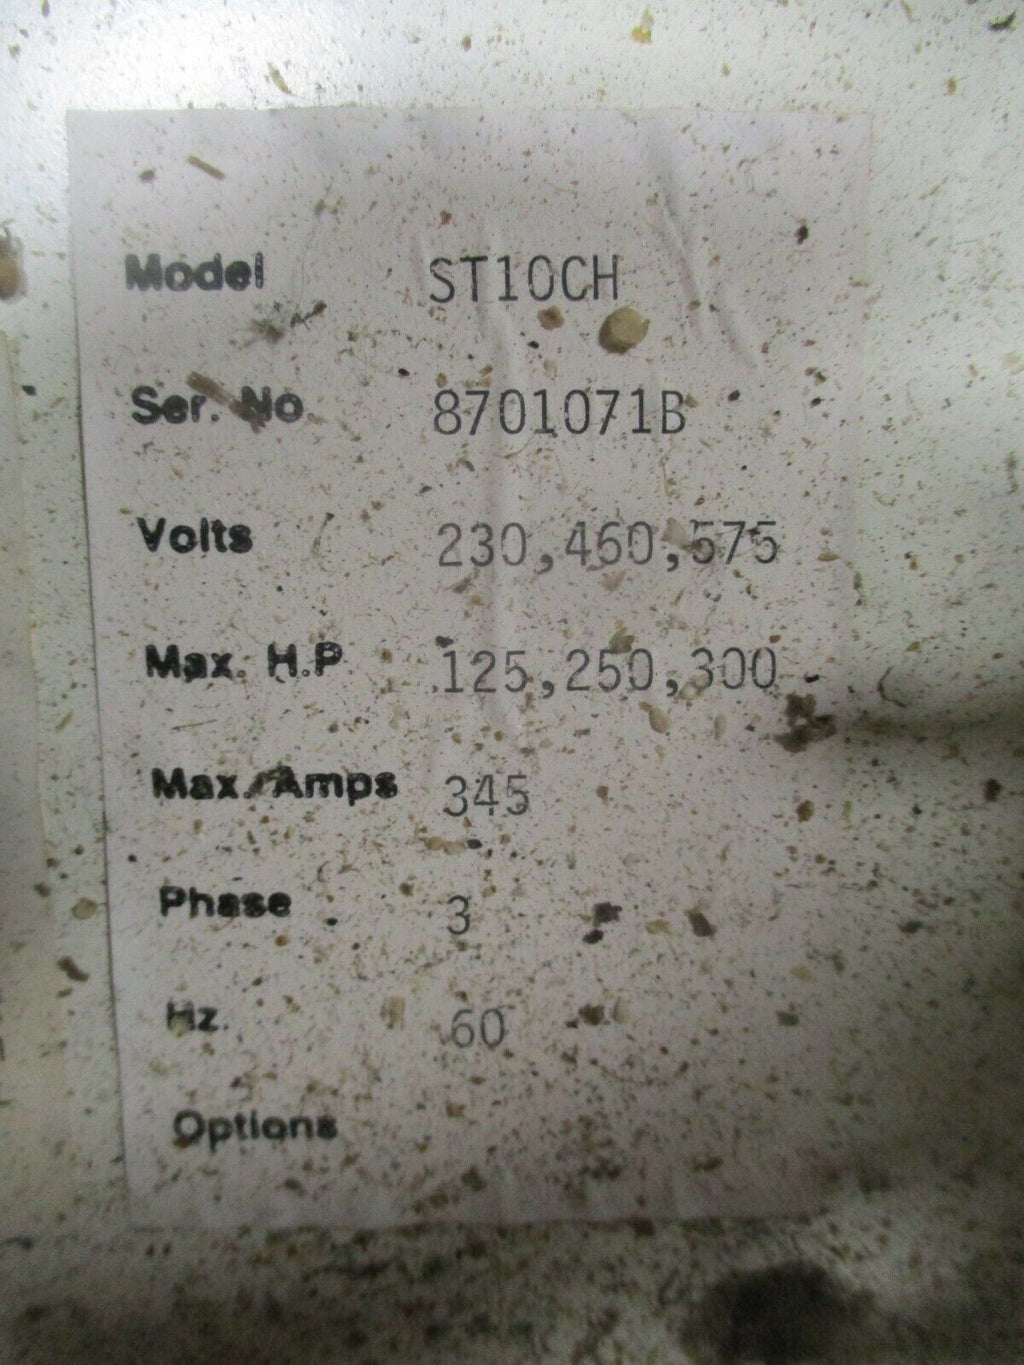 Model ST10CH
Ser. No. 8701071B
Volts 230,460,575
Max. H.P. 125,250,300
Max. Amps 345
Phase 3
Hz. 60
Options